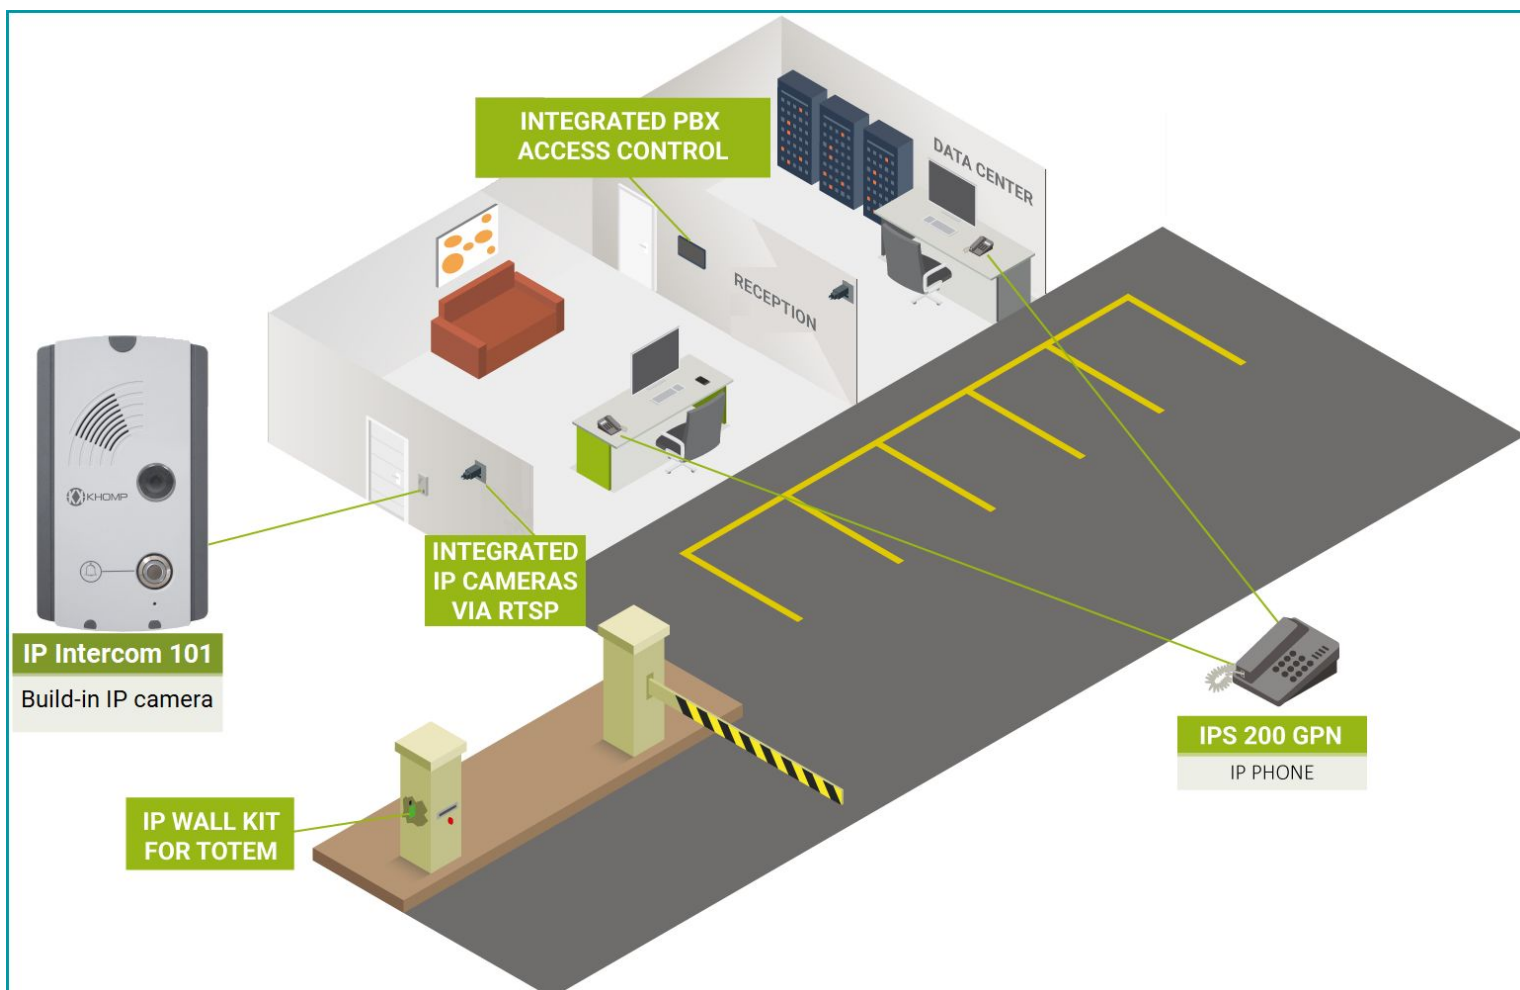 INTEGRATED PBX
ACCESS CONTROL
DATA CENTER
RECEPTION
KHOMP
IP Intercom 101
Build-in IP camera
INTEGRATED
IP CAMERAS
VIA RTSP
IPS 200 GPN
IP PHONE
IP WALL KIT
FOR TOTEM